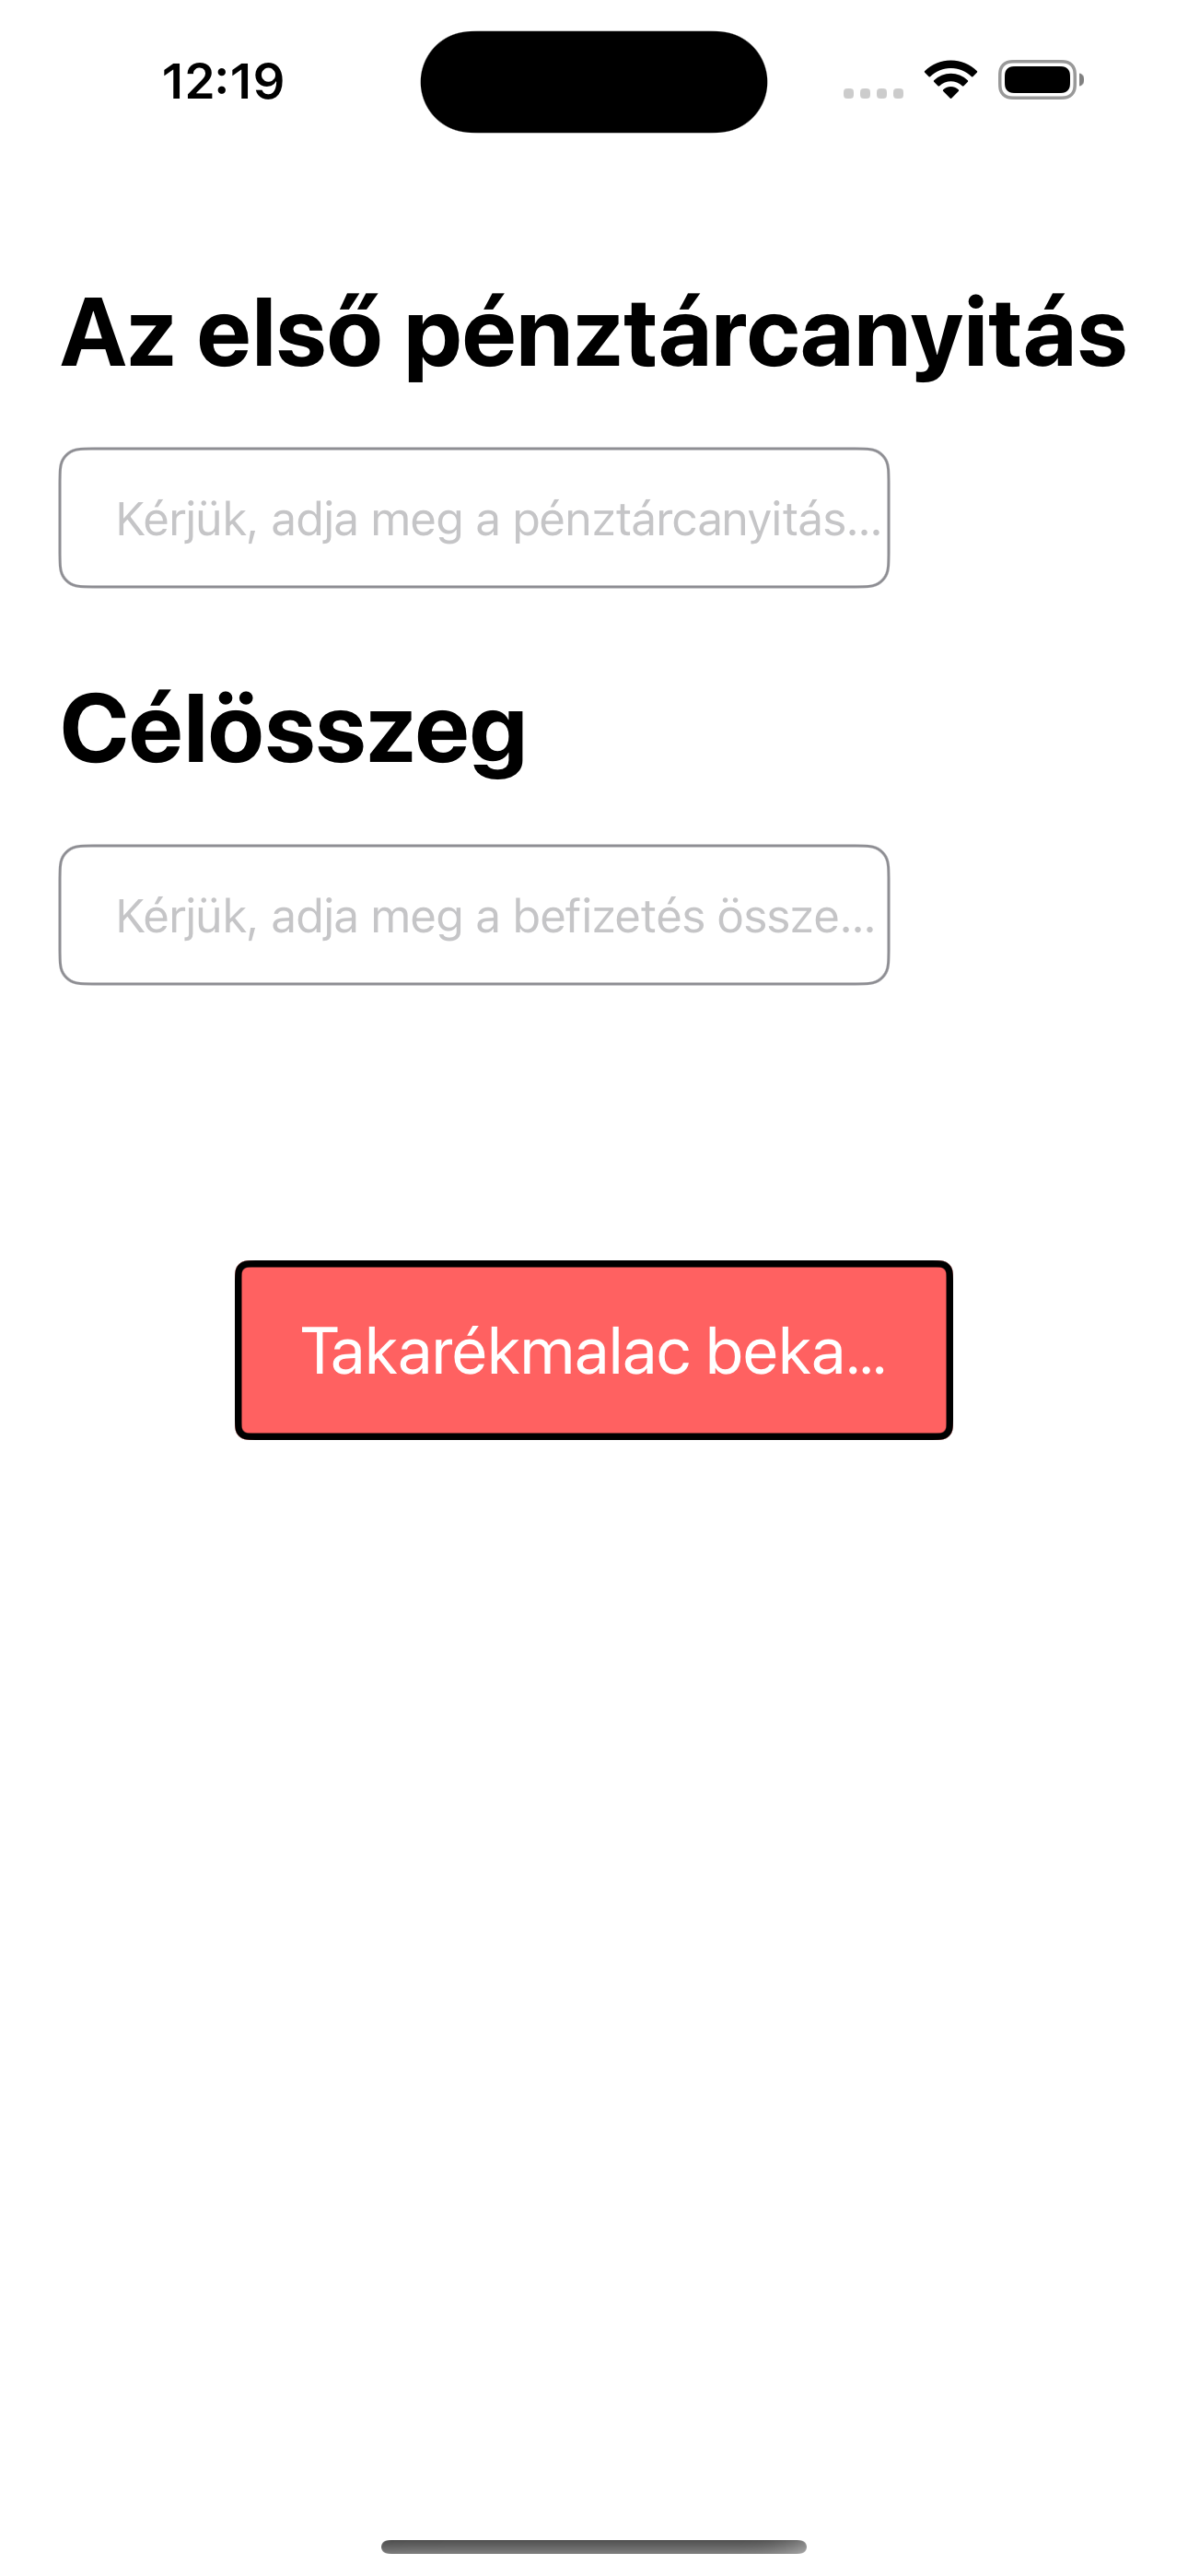 12:19
Az első pénztárcanyitás
Kérjük, adja meg a pénztárcanyitás...
Célösszeg
Kérjük, adja meg a befizetés össze...
Takarékmalac beka...